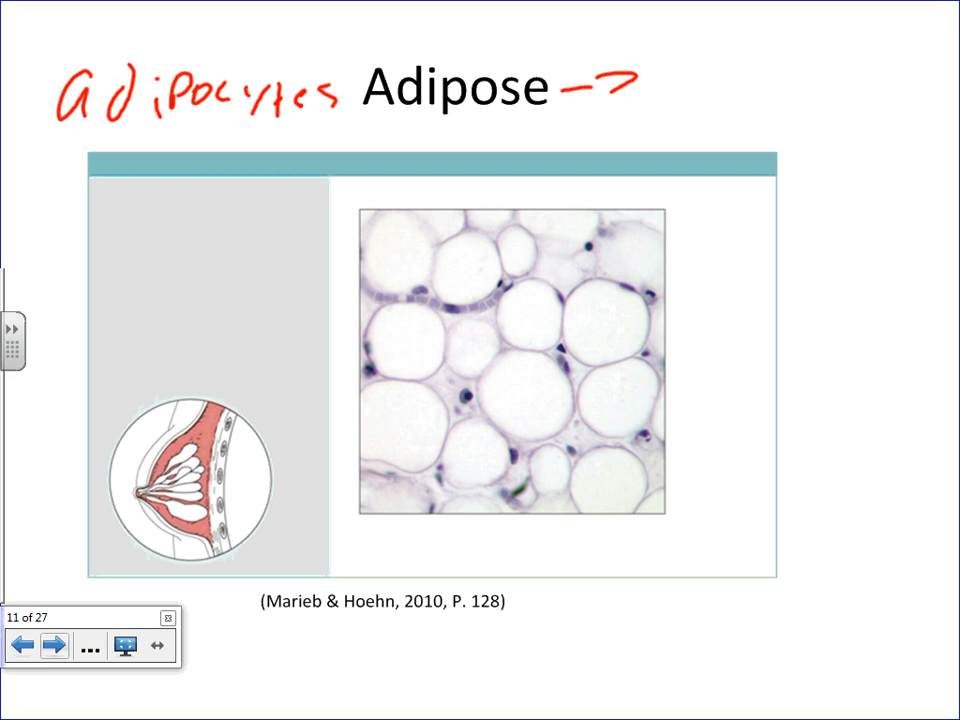 adipocytes Adipose →
(Marieb & Hoehn, 2010, P. 128)
11 of 27
...